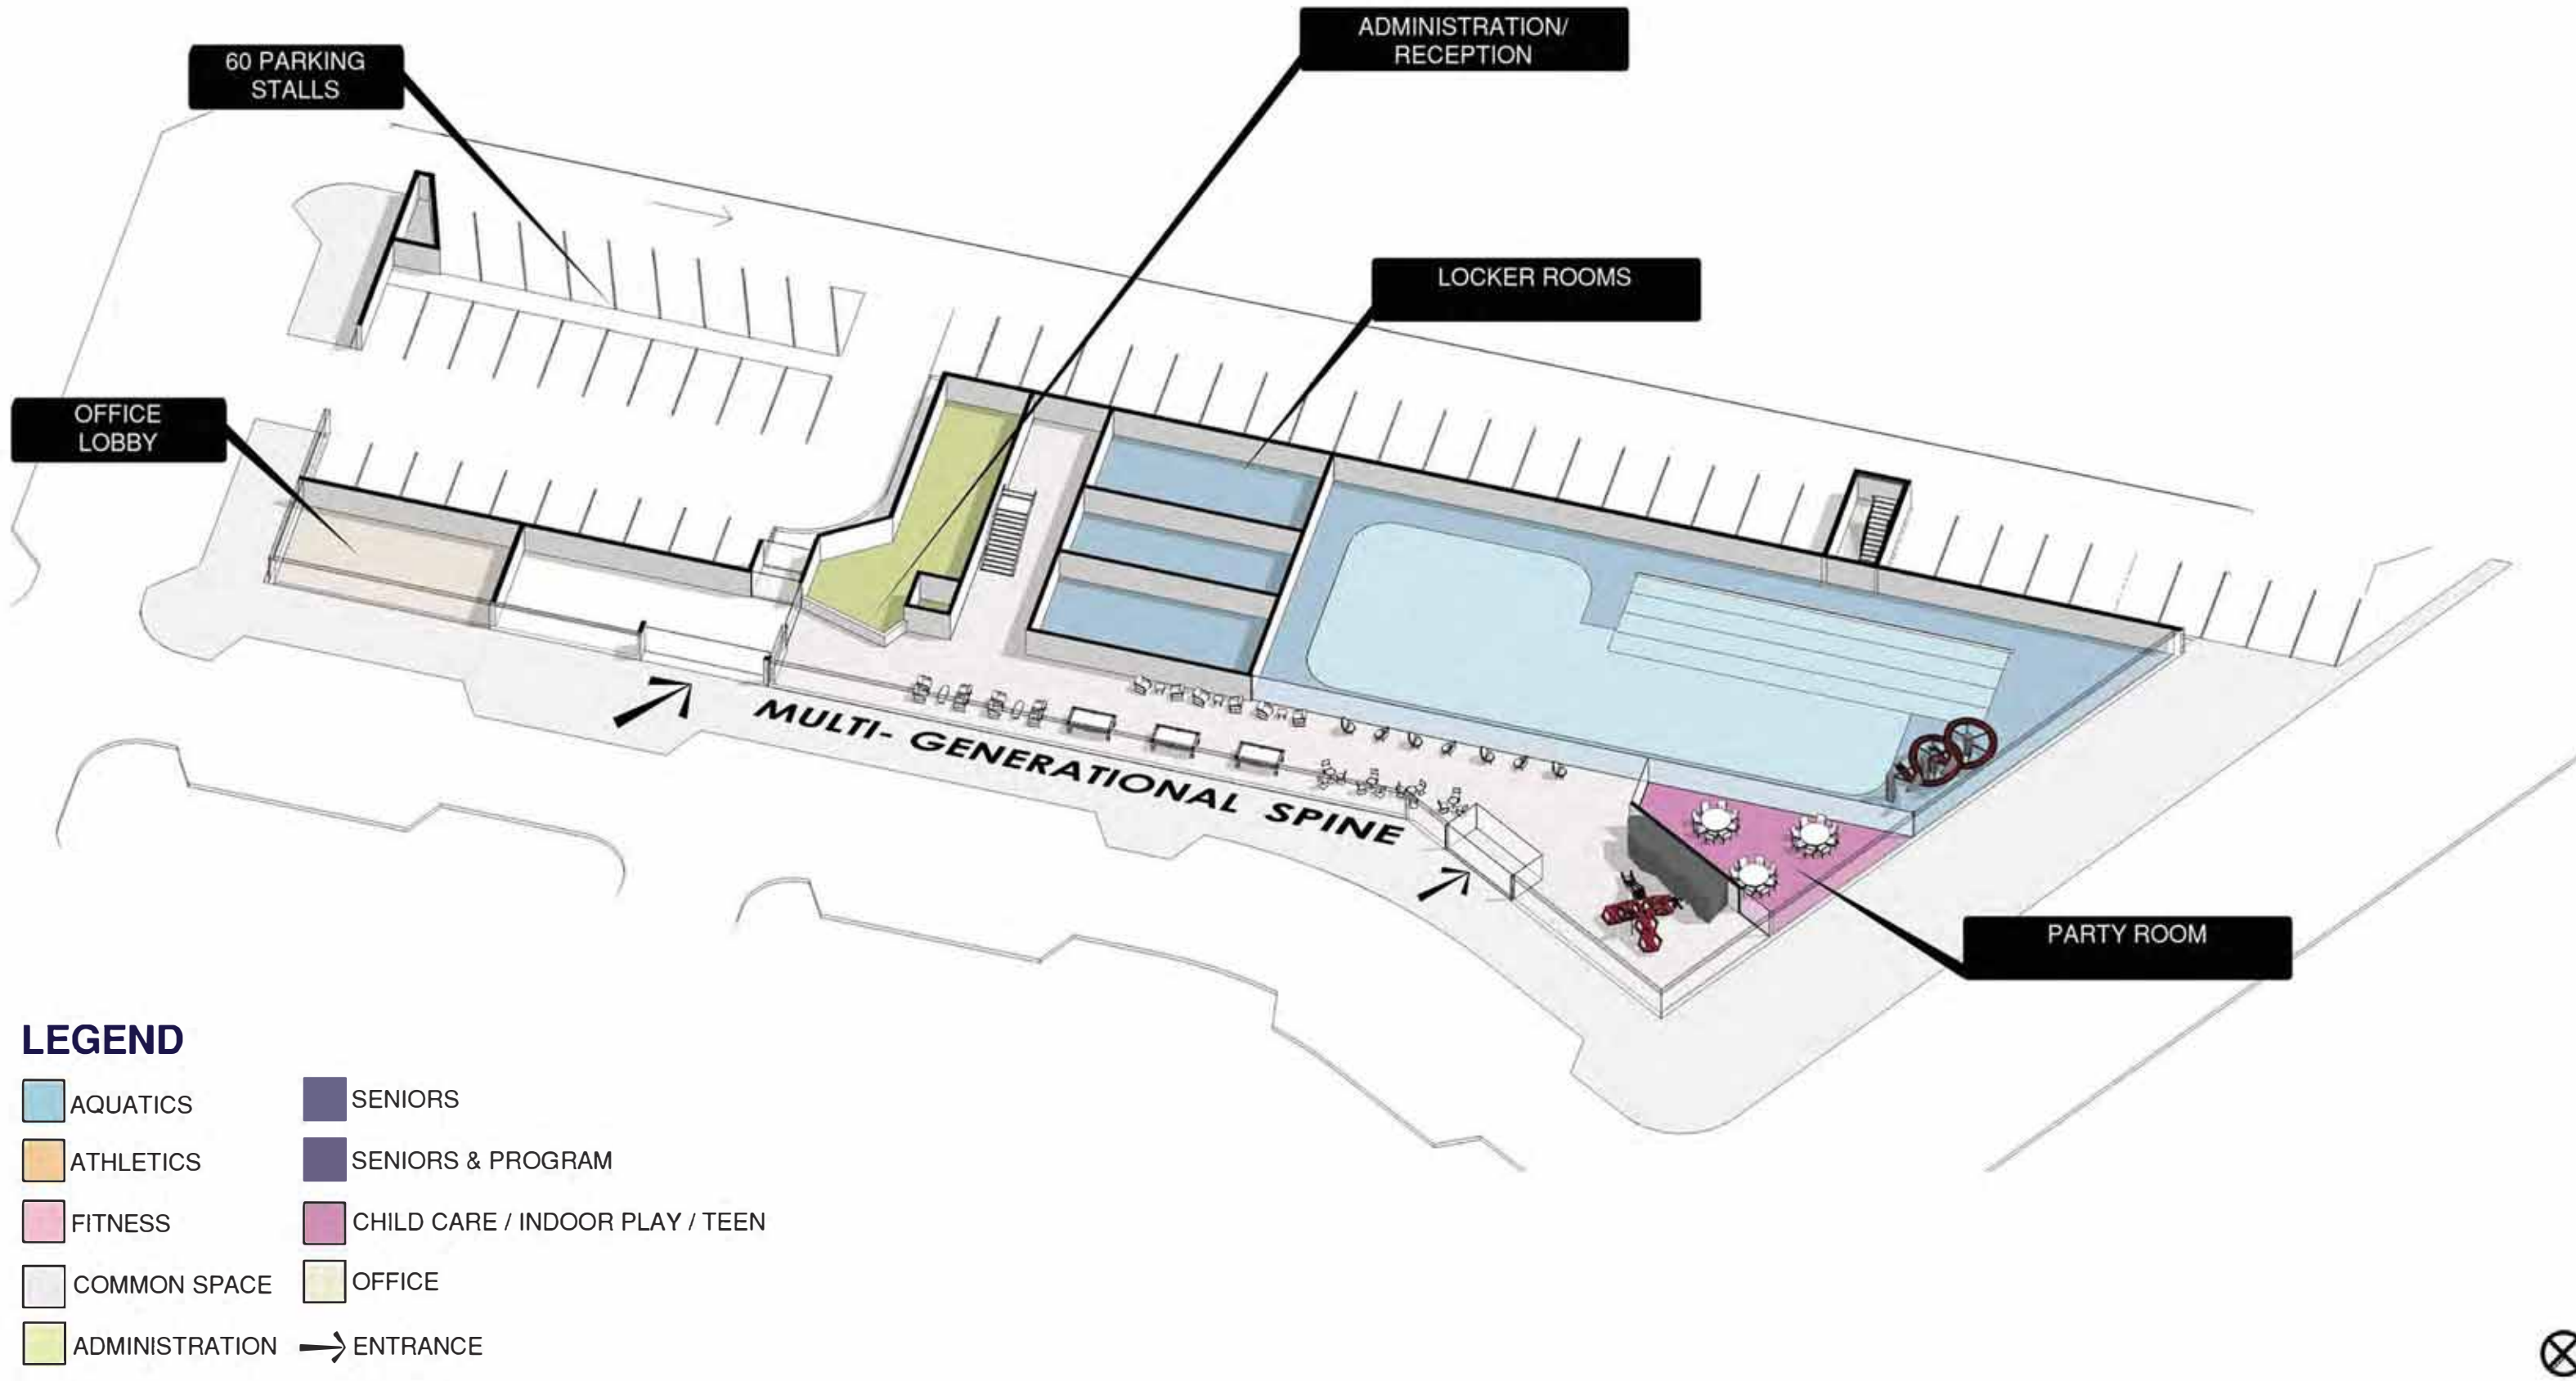 ADMINISTRATION/
RECEPTION
60 PARKING
STALLS
LOCKER ROOMS
OFFICE
LOBBY
MULTI- GENERATIONAL SPINE
PARTY ROOM
LEGEND
AQUATICS
ATHLETICS
FITNESS
COMMON SPACE
ADMINISTRATION
SENIORS
SENIORS & PROGRAM
CHILD CARE / INDOOR PLAY / TEEN
OFFICE
ENTRANCE